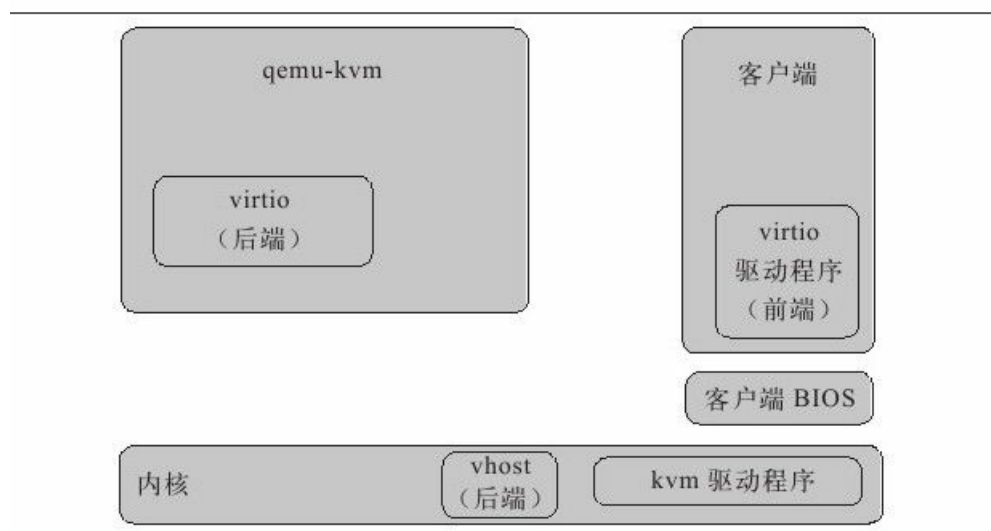 qemu-kvm
virtio
（后端）
客户端
virtio
驱动程序
（前端）
客户端 BIOS
内核
vhost
（后端）
kvm 驱动程序